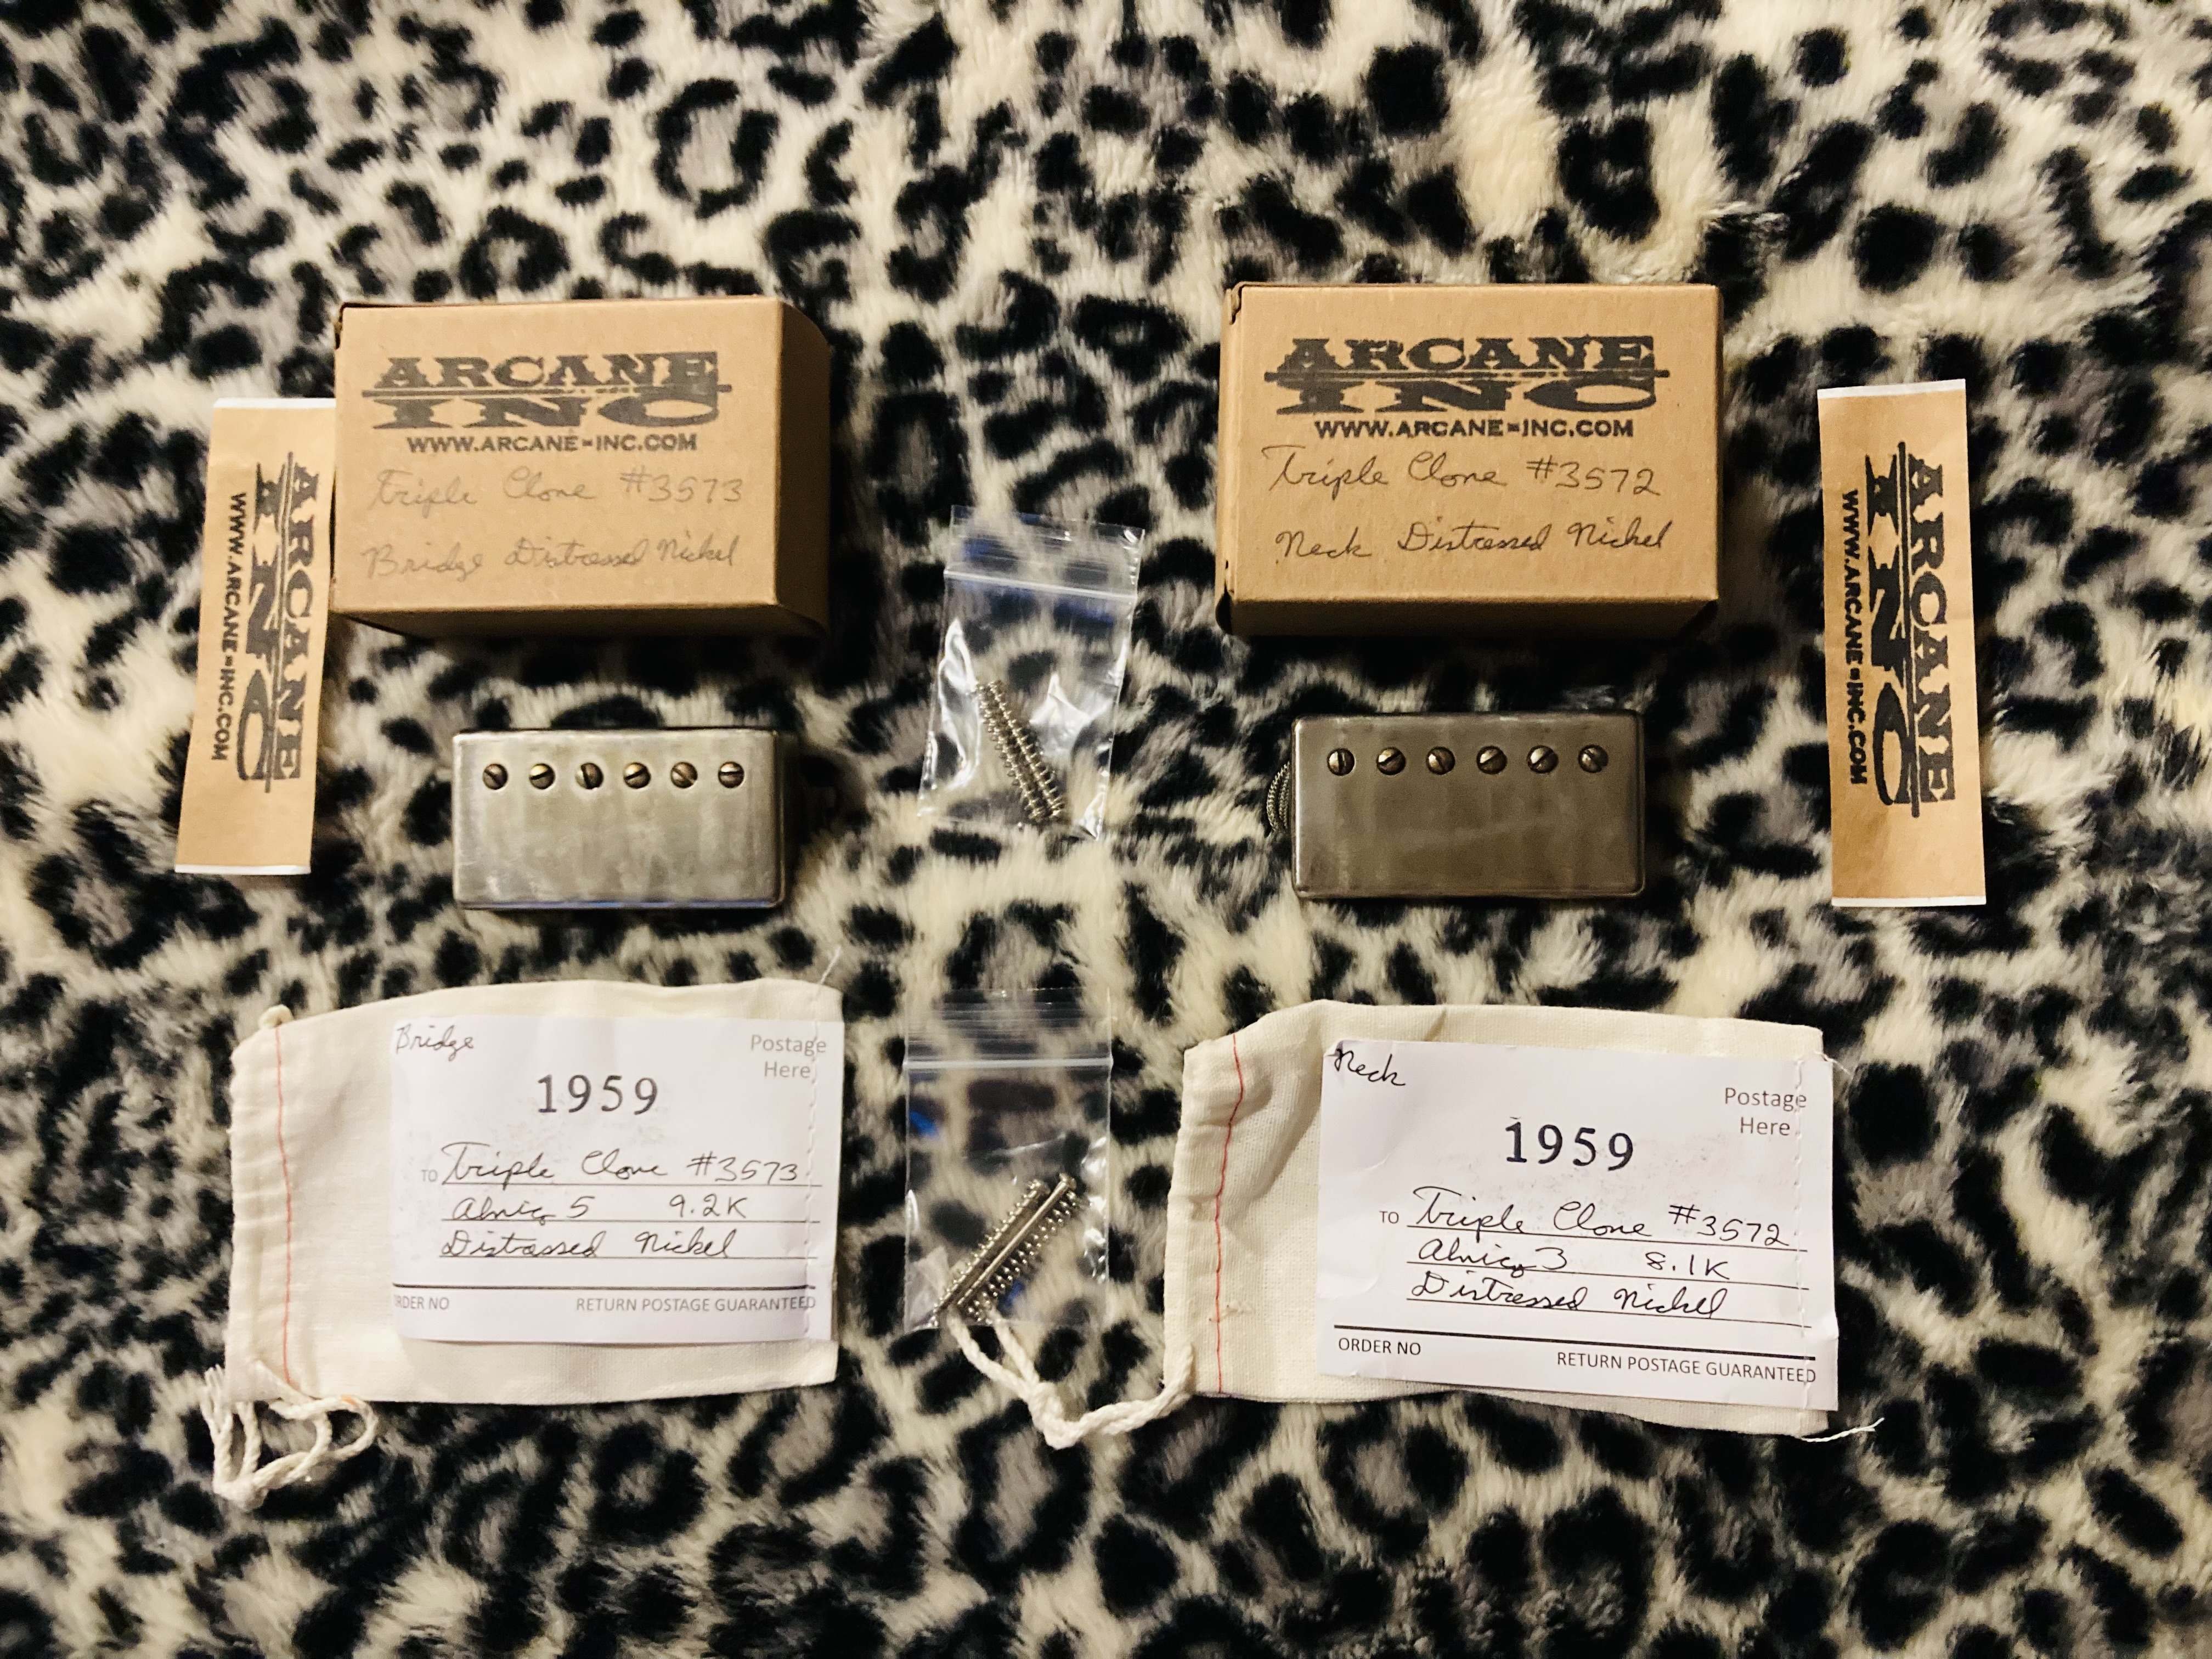 ARCANE
INC
WWW.ARCANE-INC.COM
Triple Clone #3573
Bridge Distressed Nickel
ARCANE
INC
WWW.ARCANE-INC.COM
Triple Clone #3572
Neck Distressed Nickel
ARCANE
INC
WWW.ARCANE-INC.COM
ARCANE
INC
WWW.ARCANE-INC.COM
Bridge
Postage
Here
1959
TO Triple Clone #3573
Alnico 5 9.2K
Distressed Nickel
ORDER NO RETURN POSTAGE GUARANTEED
Neck
Postage
Here
1959
TO Triple Clone #3572
Alnico 3 8.1K
Distressed Nickel
ORDER NO
RETURN POSTAGE GUARANTEED